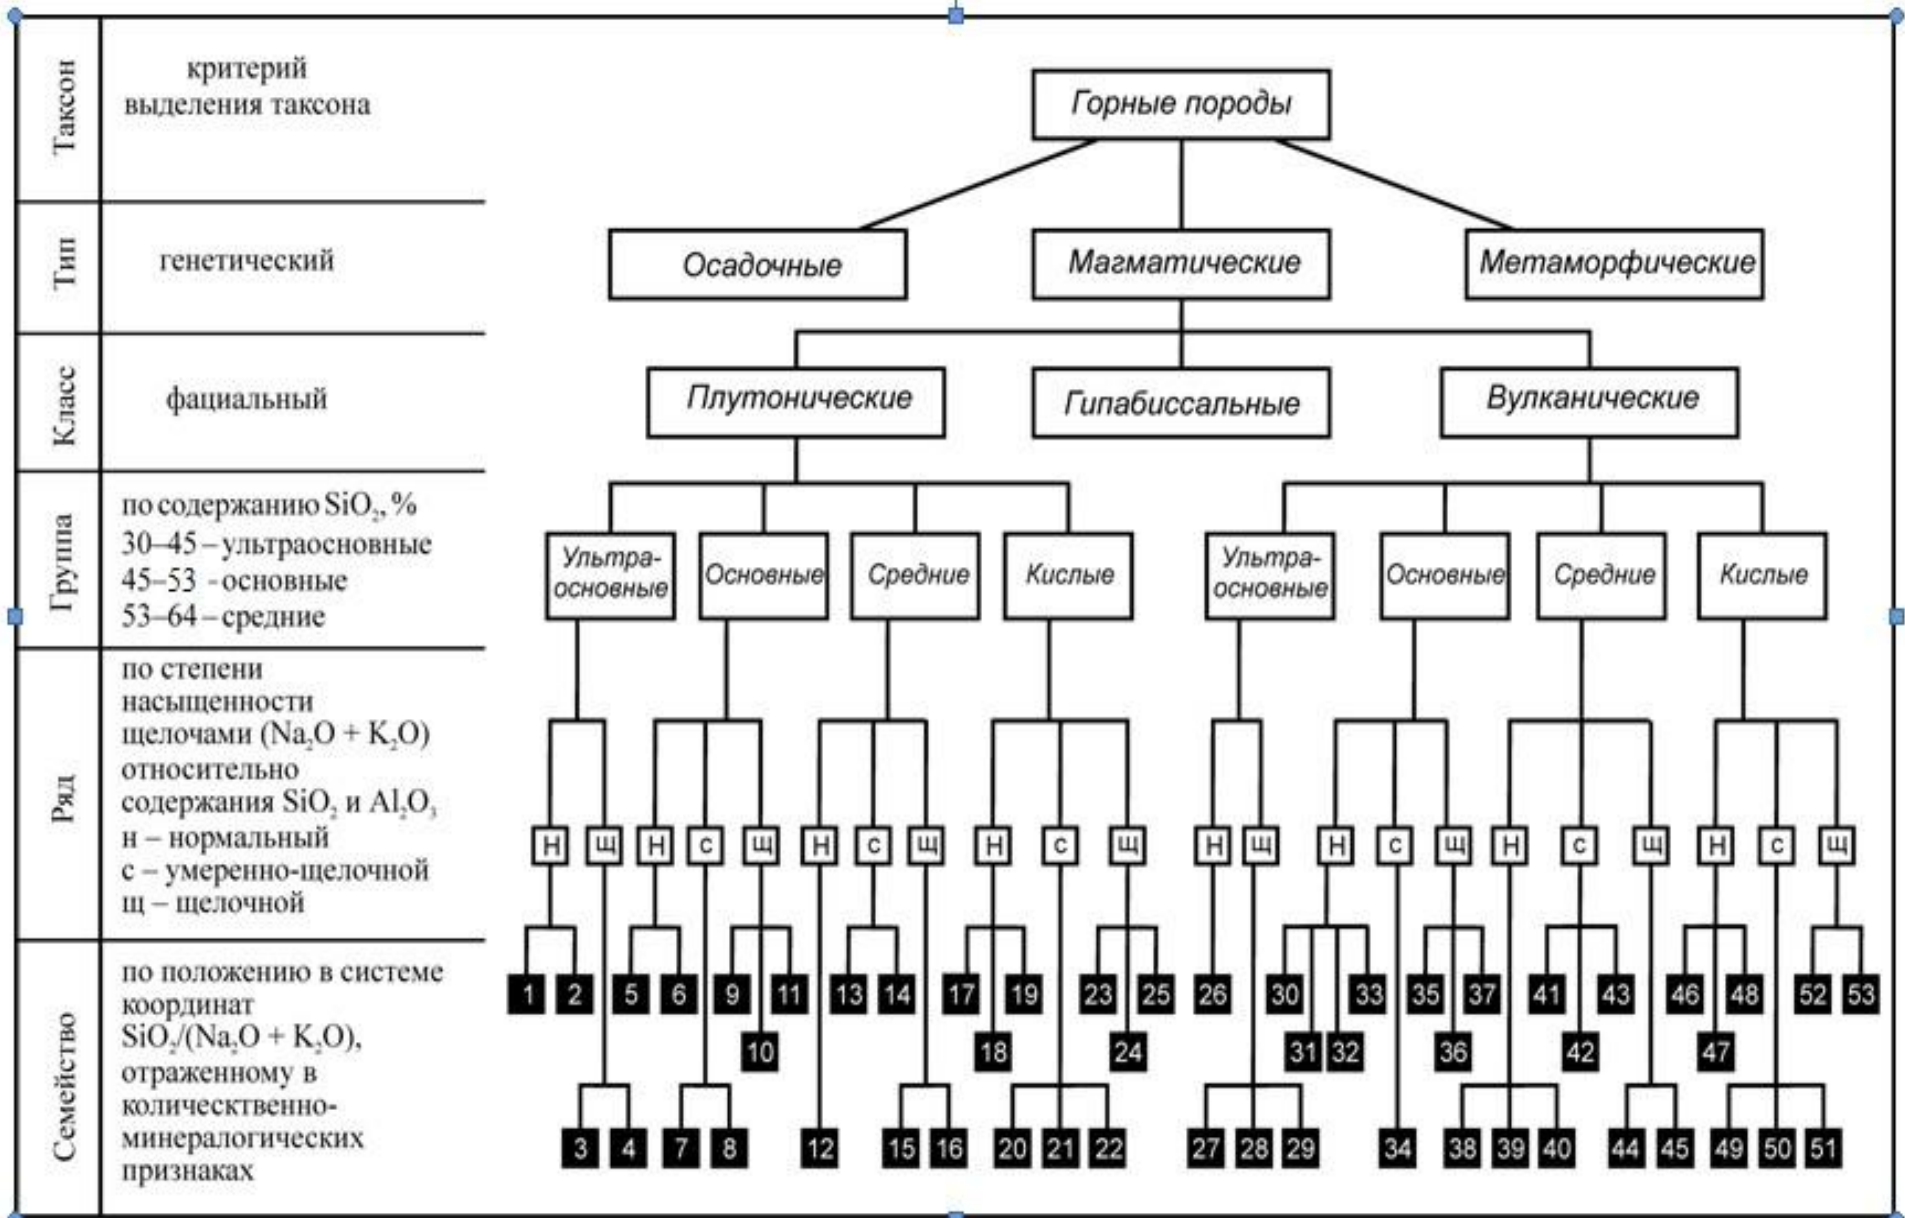 Таксон
критерий
выделения таксона
Горные породы
Тип
генетический
Осадочные
Магматические
Метаморфические
Класс
фациальный
Плутонические
Гипабиссальные
Вулканические
Группа
по содержанию SiO₂, %
30–45 – ультраосновные
45–53 - основные
53–64 – средние
Ультра-
основные
Основные
Средние
Кислые
Ультра-
основные
Основные
Средние
Кислые
Ряд
по степени
насыщенности
щелочами (Na₂O + K₂O)
относительно
содержания SiO₂ и Al₂O₃
н – нормальный
с – умеренно-щелочной
щ – щелочной
Н Щ Н С Щ Н С Щ Н С Щ Н Щ Н С Щ Н С Щ Н С Щ
Семейство
по положению в системе
координат
SiO₂/(Na₂O + K₂O),
отраженному в
колическтвенно-
минералогических
признаках
1 2 5 6 9 11 13 14 17 19 23 25 26 30 33 35 37 41 43 46 48 52 53
10 18 24 31 32 36 42 47
3 4 7 8 12 15 16 20 21 22 27 28 29 34 38 39 40 44 45 49 50 51